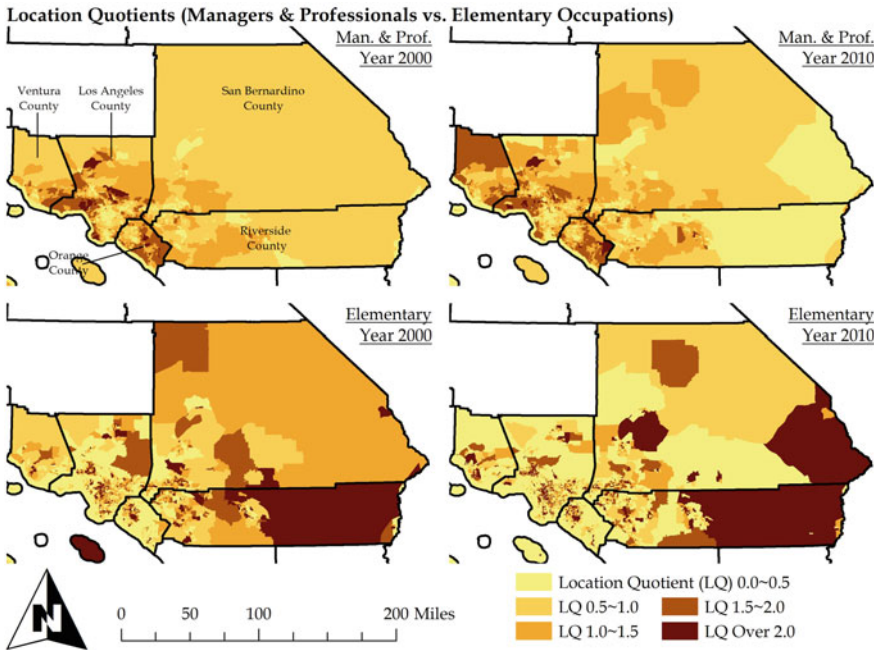 Location Quotients (Managers & Professionals vs. Elementary Occupations)
Man. & Prof.
Year 2000
Man. & Prof.
Year 2010
Ventura
County
Los Angeles
County
San Bernardino
County
Orange
County
Riverside
County
Elementary
Year 2000
Elementary
Year 2010
N
0 50 100 200 Miles
Location Quotient (LQ) 0.0~0.5
LQ 0.5~1.0
LQ 1.5~2.0
LQ 1.0~1.5
LQ Over 2.0